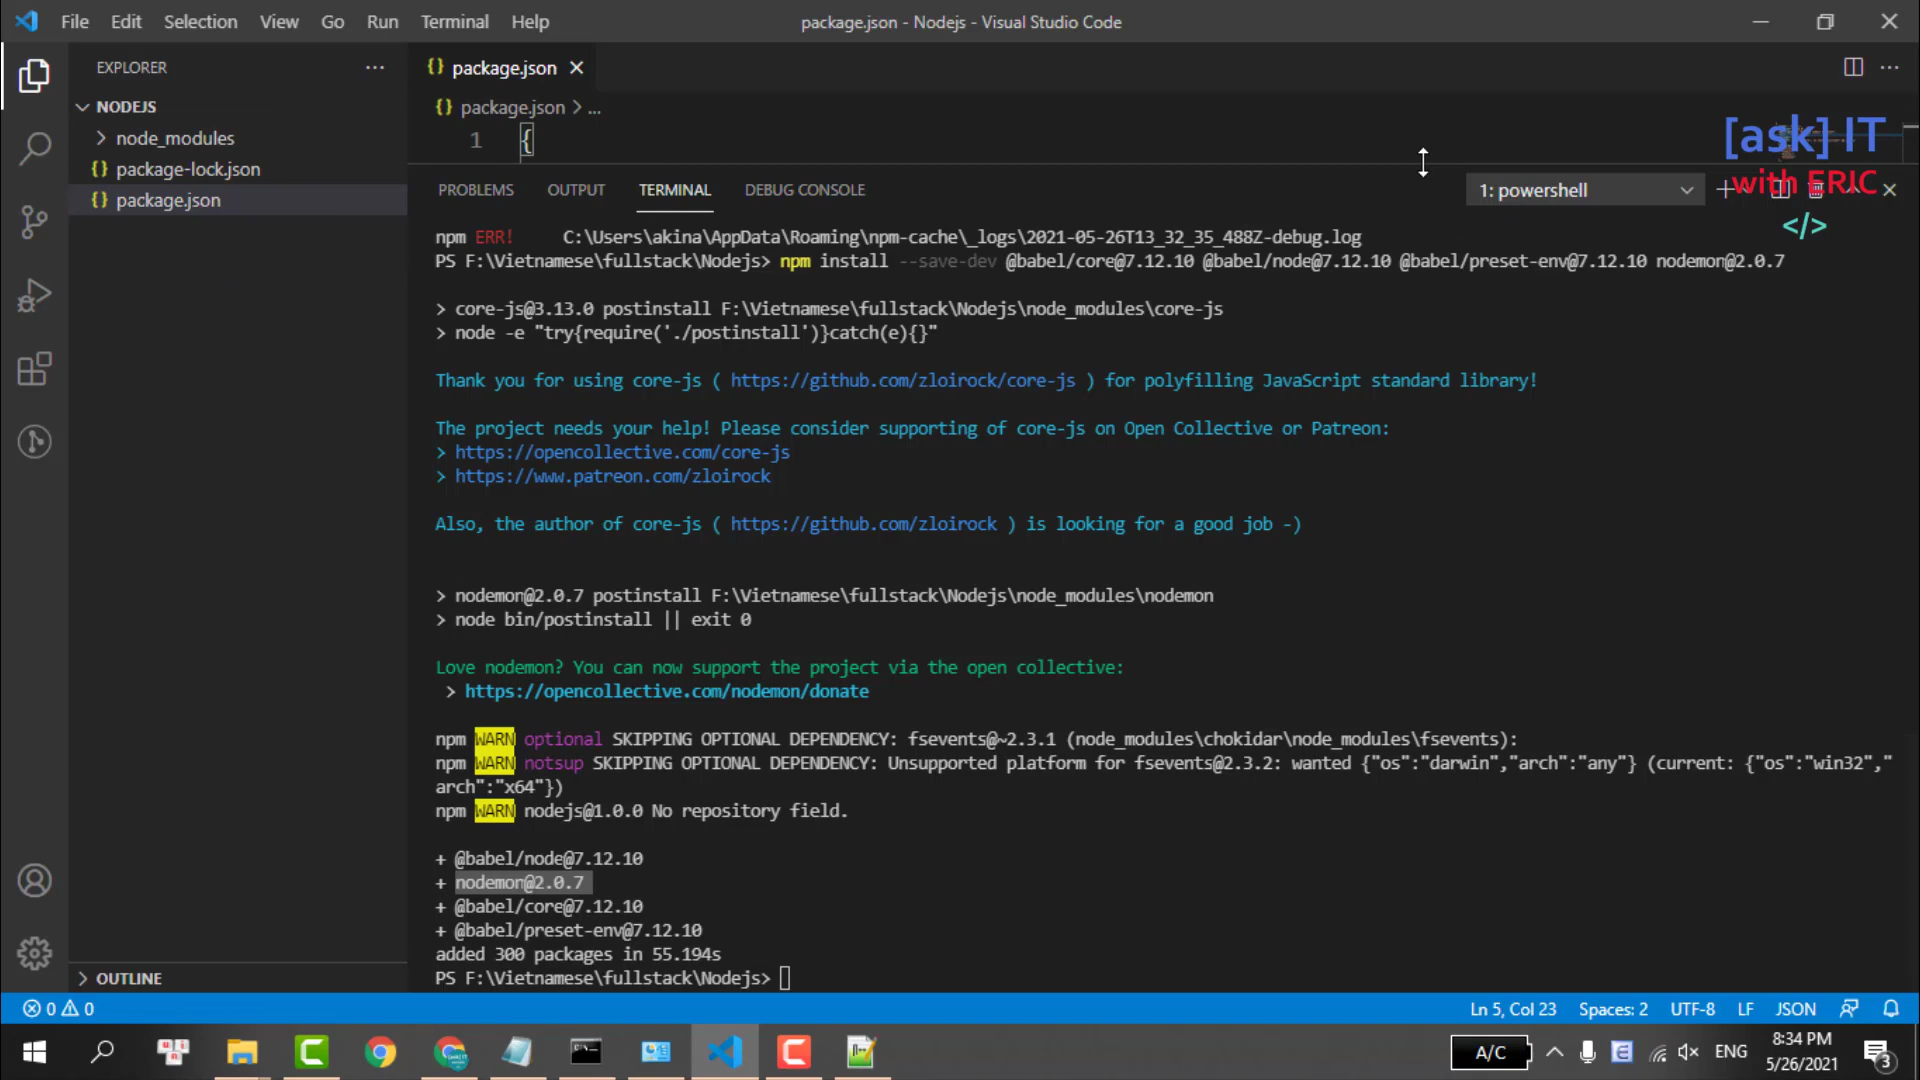 File Edit Selection View Go Run Terminal Help
package.json - Nodejs - Visual Studio Code
EXPLORER
NODEJS
node_modules
package-lock.json
package.json
OUTLINE
{} package.json
{} package.json > ...
1 {
[ask] IT
with ERIC
</>
PROBLEMS OUTPUT TERMINAL DEBUG CONSOLE
1: powershell
npm ERR!     C:\Users\akina\AppData\Roaming\npm-cache\_logs\2021-05-26T13_32_35_488Z-debug.log
PS F:\Vietnamese\fullstack\Nodejs> npm install --save-dev @babel/core@7.12.10 @babel/node@7.12.10 @babel/preset-env@7.12.10 nodemon@2.0.7
> core-js@3.13.0 postinstall F:\Vietnamese\fullstack\Nodejs\node_modules\core-js
> node -e "try{require('./postinstall')}catch(e){}"
Thank you for using core-js ( https://github.com/zloirock/core-js ) for polyfilling JavaScript standard library!
The project needs your help! Please consider supporting of core-js on Open Collective or Patreon:
> https://opencollective.com/core-js
> https://www.patreon.com/zloirock
Also, the author of core-js ( https://github.com/zloirock ) is looking for a good job -)
> nodemon@2.0.7 postinstall F:\Vietnamese\fullstack\Nodejs\node_modules\nodemon
> node bin/postinstall || exit 0
Love nodemon? You can now support the project via the open collective:
> https://opencollective.com/nodemon/donate
npm WARN optional SKIPPING OPTIONAL DEPENDENCY: fsevents@~2.3.1 (node_modules\chokidar\node_modules\fsevents):
npm WARN notsup SKIPPING OPTIONAL DEPENDENCY: Unsupported platform for fsevents@2.3.2: wanted {"os":"darwin","arch":"any"} (current: {"os":"win32","
arch":"x64"})
npm WARN nodejs@1.0.0 No repository field.
+ @babel/node@7.12.10
+ nodemon@2.0.7
+ @babel/core@7.12.10
+ @babel/preset-env@7.12.10
added 300 packages in 55.194s
PS F:\Vietnamese\fullstack\Nodejs>
0 0
Ln 5, Col 23 Spaces: 2 UTF-8 LF JSON
A/C
ENG
8:34 PM
5/26/2021
3